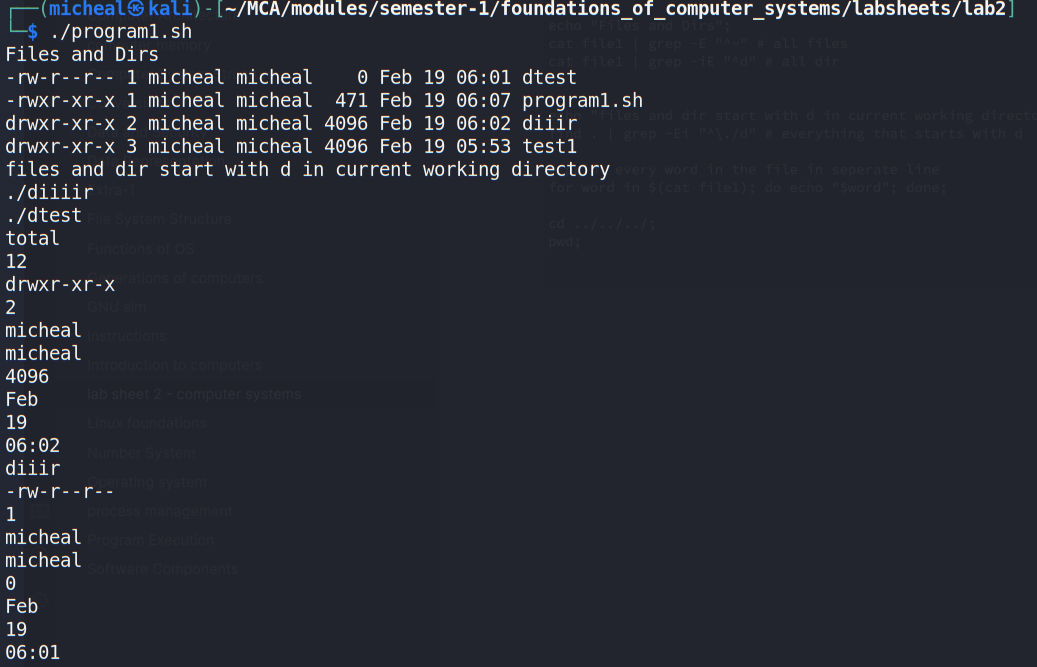 ┌──(micheal㉿kali)-[~/MCA/modules/semester-1/foundations_of_computer_systems/labsheets/lab2]
└─$ ./program1.sh
Files and Dirs
-rw-r--r-- 1 micheal micheal    0 Feb 19 06:01 dtest
-rwxr-xr-x 1 micheal micheal  471 Feb 19 06:07 program1.sh
drwxr-xr-x 2 micheal micheal 4096 Feb 19 06:02 diiir
drwxr-xr-x 3 micheal micheal 4096 Feb 19 05:53 test1
files and dir start with d in current working directory
./diiiir
./dtest
total
12
drwxr-xr-x
2
micheal
micheal
4096
Feb
19
06:02
diiir
-rw-r--r--
1
micheal
micheal
0
Feb
19
06:01
File System Structure
Functions of OS
Generations of computers
GNU
Instructions
Introduction to computers
lab sheet 2 - computer systems
Linux foundations
Number System
Operating system
process management
Program Execution
Software Components
echo "Files and Dirs";
cat file1 | grep -E "^-" # all files
cat file1 | grep -iE "^d" # all dir
files and dir start with d in current working
| grep -Ei "^\./d" # everything that starts with d
every word in the file in seperate line
for word in $(cat file1); do echo "$word"; done;
cd ../../../;
pwd;